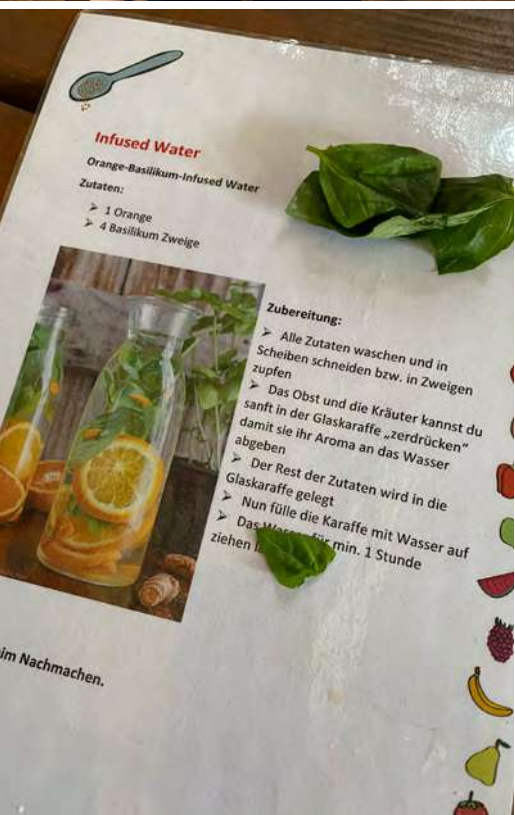 Infused Water
Orange-Basilikum-Infused Water
Zutaten:
➢ 1 Orange
➢ 4 Basilikum Zweige
Zubereitung:
➢ Alle Zutaten waschen und in
Scheiben schneiden bzw. in Zweigen
zupfen
➢ Das Obst und die Kräuter kannst du
sanft in der Glaskaraffe „zerdrücken“
damit sie ihr Aroma an das Wasser
abgeben
➢ Der Rest der Zutaten wird in die
Glaskaraffe gelegt
➢ Nun fülle die Karaffe mit Wasser auf
➢ Das Wasser für min. 1 Stunde
ziehen
im Nachmachen.